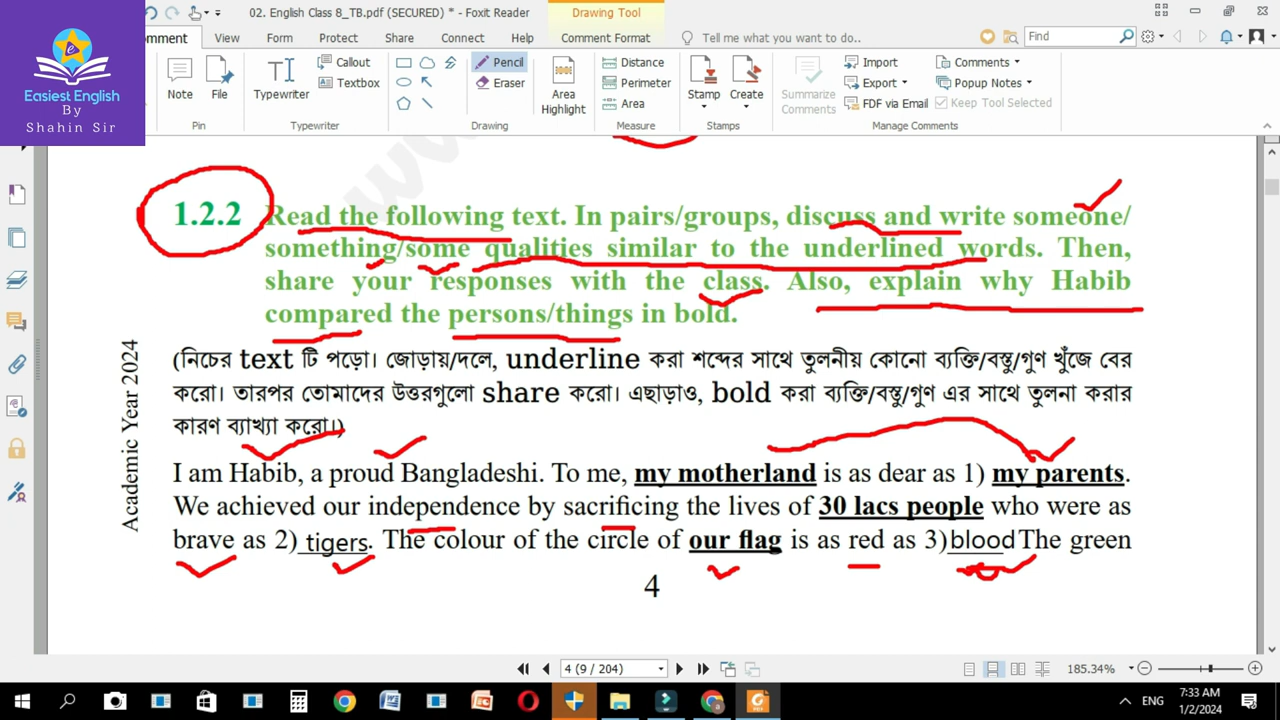 02. English Class 8_TB.pdf (SECURED) * - Foxit Reader
Drawing Tool
Comment View Form Protect Share Connect Help Comment Format Tell me what you want to do.. Find
Note File Typewriter Callout Textbox Pencil Eraser Area Highlight Distance Perimeter Area Stamp Create Summarize Comments Import Export FDF via Email Comments Popup Notes Keep Tool Selected
Pin Typewriter Drawing Measure Stamps Manage Comments
Easiest English
By
Shahin Sir
1.2.2 Read the following text. In pairs/groups, discuss and write someone/
something/some qualities similar to the underlined words. Then,
share your responses with the class. Also, explain why Habib
compared the persons/things in bold.
(নিচের text টি পড়ো। জোড়ায়/দলে, underline করা শব্দের সাথে তুলনীয় কোনো ব্যক্তি/বস্তু/গুণ খুঁজে বের
করো। তারপর তোমাদের উত্তরগুলো share করো। এছাড়াও, bold করা ব্যক্তি/বস্তু/গুণ এর সাথে তুলনা করার
কারণ ব্যাখ্যা করো।)
I am Habib, a proud Bangladeshi. To me, my motherland is as dear as 1) my parents.
We achieved our independence by sacrificing the lives of 30 lacs people who were as
brave as 2) tigers. The colour of the circle of our flag is as red as 3)blood The green
4
Academic Year 2024
4 (9 / 204)
185.34%
ENG
7:33 AM
1/2/2024